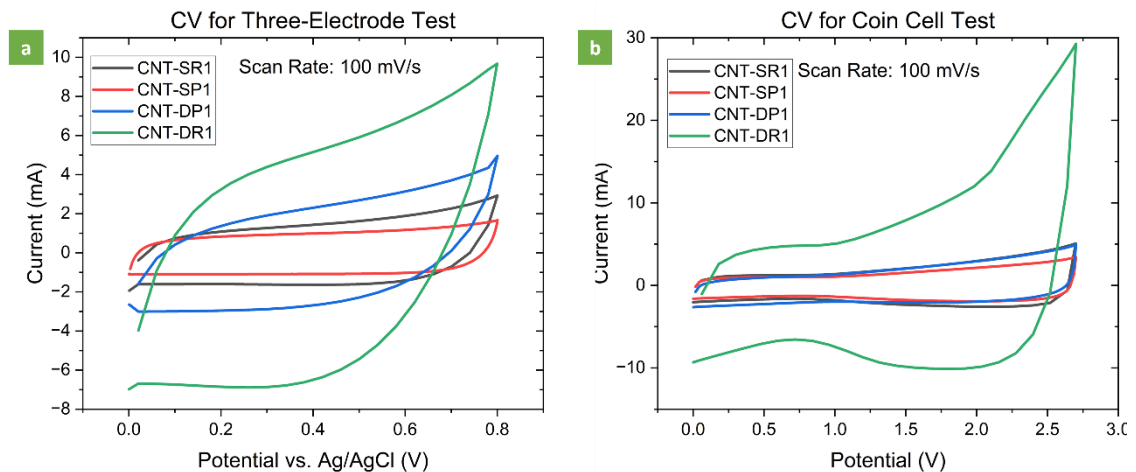 a
CV for Three-Electrode Test
CNT-SR1
CNT-SP1
CNT-DP1
CNT-DR1
Scan Rate: 100 mV/s
10
8
6
4
2
0
−2
−4
−6
−8
Current (mA)
0.0
0.2
0.4
0.6
0.8
Potential vs. Ag/AgCl (V)
b
CV for Coin Cell Test
CNT-SR1
CNT-SP1
CNT-DP1
CNT-DR1
Scan Rate: 100 mV/s
30
20
10
0
−10
Current (mA)
0.0
0.5
1.0
1.5
2.0
2.5
3.0
Potential (V)